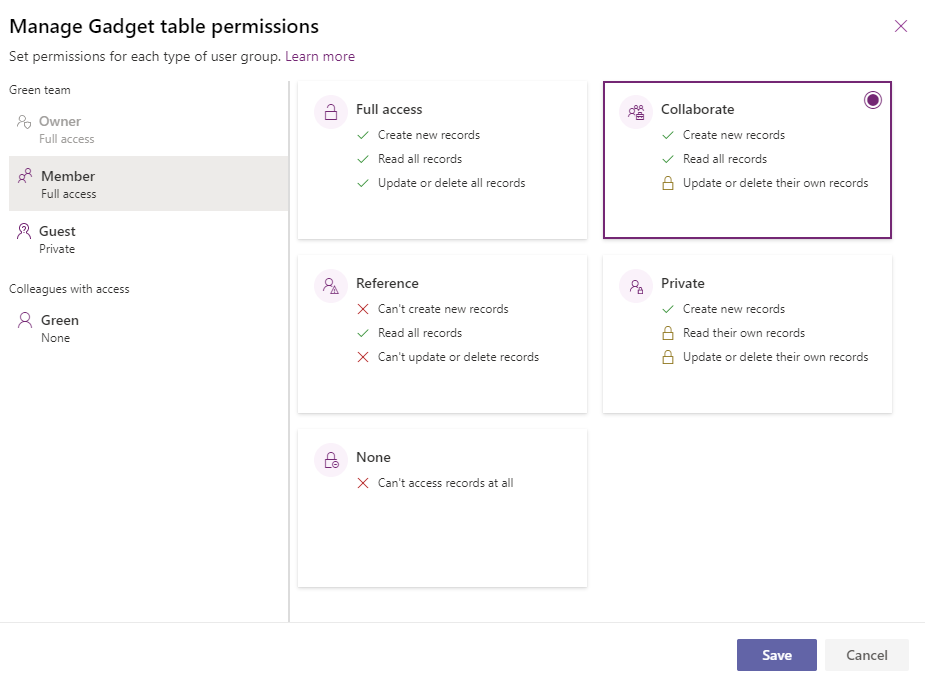 Manage Gadget table permissions
Set permissions for each type of user group. Learn more
Green team
Owner
Full access
Member
Full access
Guest
Private
Colleagues with access
Green
None
Full access
Create new records
Read all records
Update or delete all records
Collaborate
Create new records
Read all records
Update or delete their own records
Reference
Can't create new records
Read all records
Can't update or delete records
Private
Create new records
Read their own records
Update or delete their own records
None
Can't access records at all
Save
Cancel